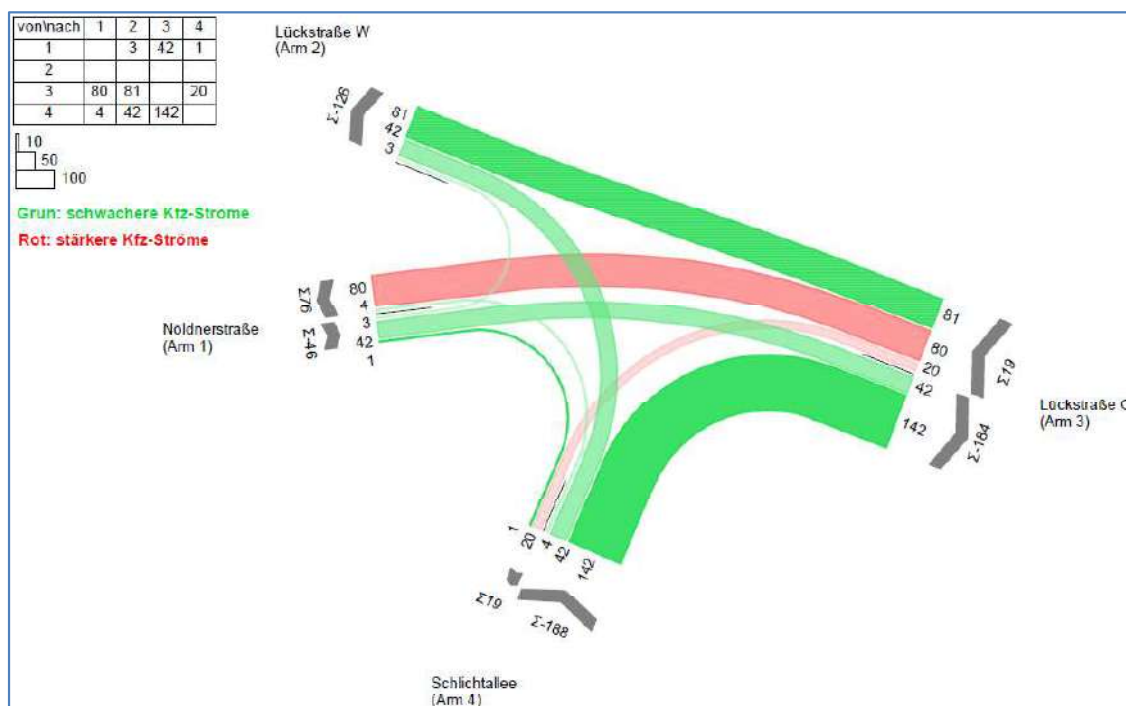 von\nach 1 2 3 4
1 3 42 1
2
3 80 81 20
4 4 42 142
10
50
100
Grun: schwachere Kfz-Strome
Rot: stärkere Kfz-Ströme
Lückstraße W
(Arm 2)
Σ-126
81
42
3
Σ76
Σ-46
80
4
3
42
1
Noldnerstraße
(Arm 1)
81
80
20
42
142
Σ19
Σ-184
Lückstraße O
(Arm 3)
1
20
4
42
142
Σ19
Σ-188
Schlichtallee
(Arm 4)